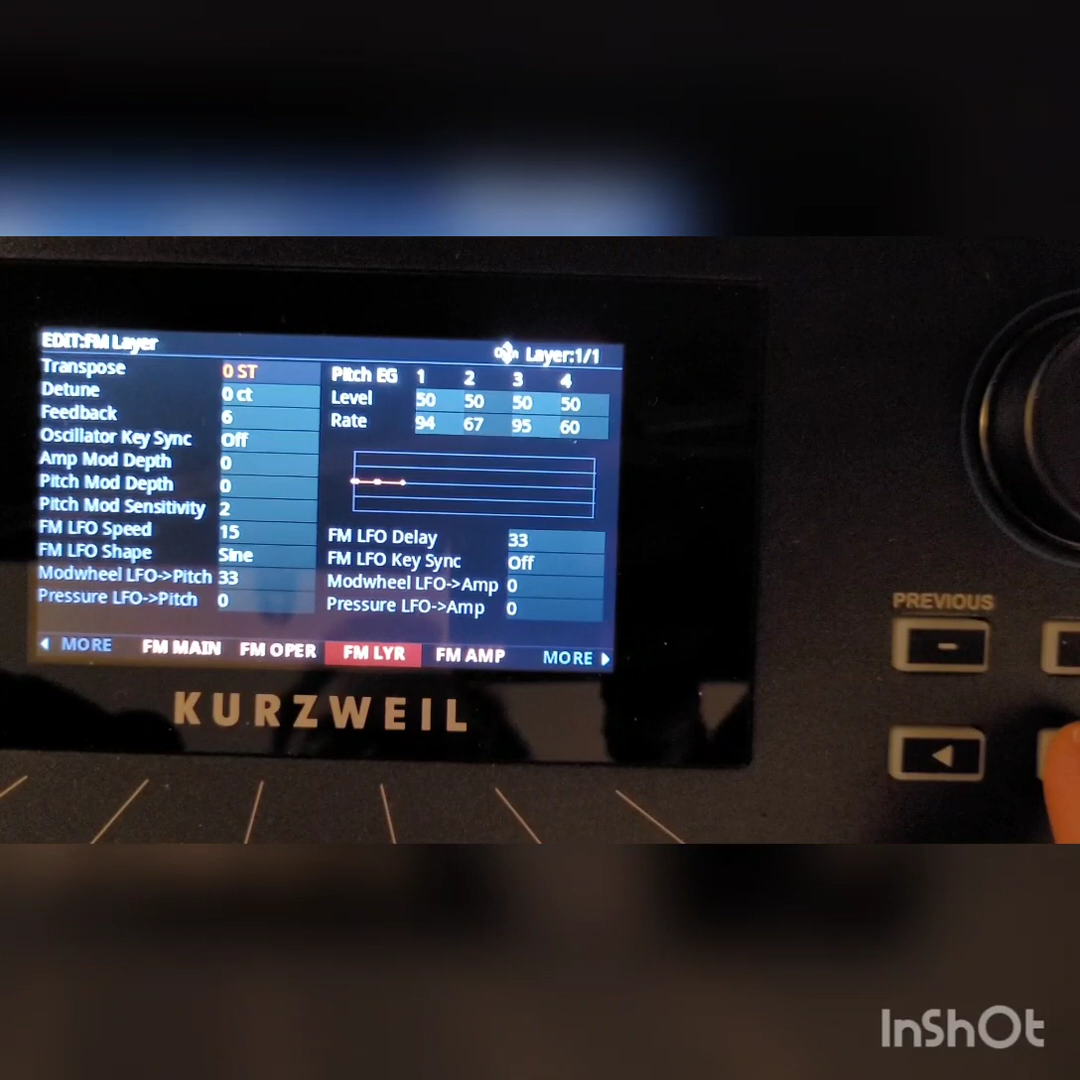 EDIT:FM Layer Layer:1/1
Transpose 0 ST
Detune 0 ct
Feedback 6
Oscillator Key Sync Off
Amp Mod Depth 0
Pitch Mod Depth 0
Pitch Mod Sensitivity 2
FM LFO Speed 15
FM LFO Shape Sine
Modwheel LFO->Pitch 33
Pressure LFO->Pitch 0
Pitch EG 1 2 3 4
Level 50 50 50 50
Rate 94 67 95 60
FM LFO Delay 33
FM LFO Key Sync Off
Modwheel LFO->Amp 0
Pressure LFO->Amp 0
MORE FM MAIN FM OPER FM LYR FM AMP MORE
KURZWEIL
PREVIOUS
-
InShOt